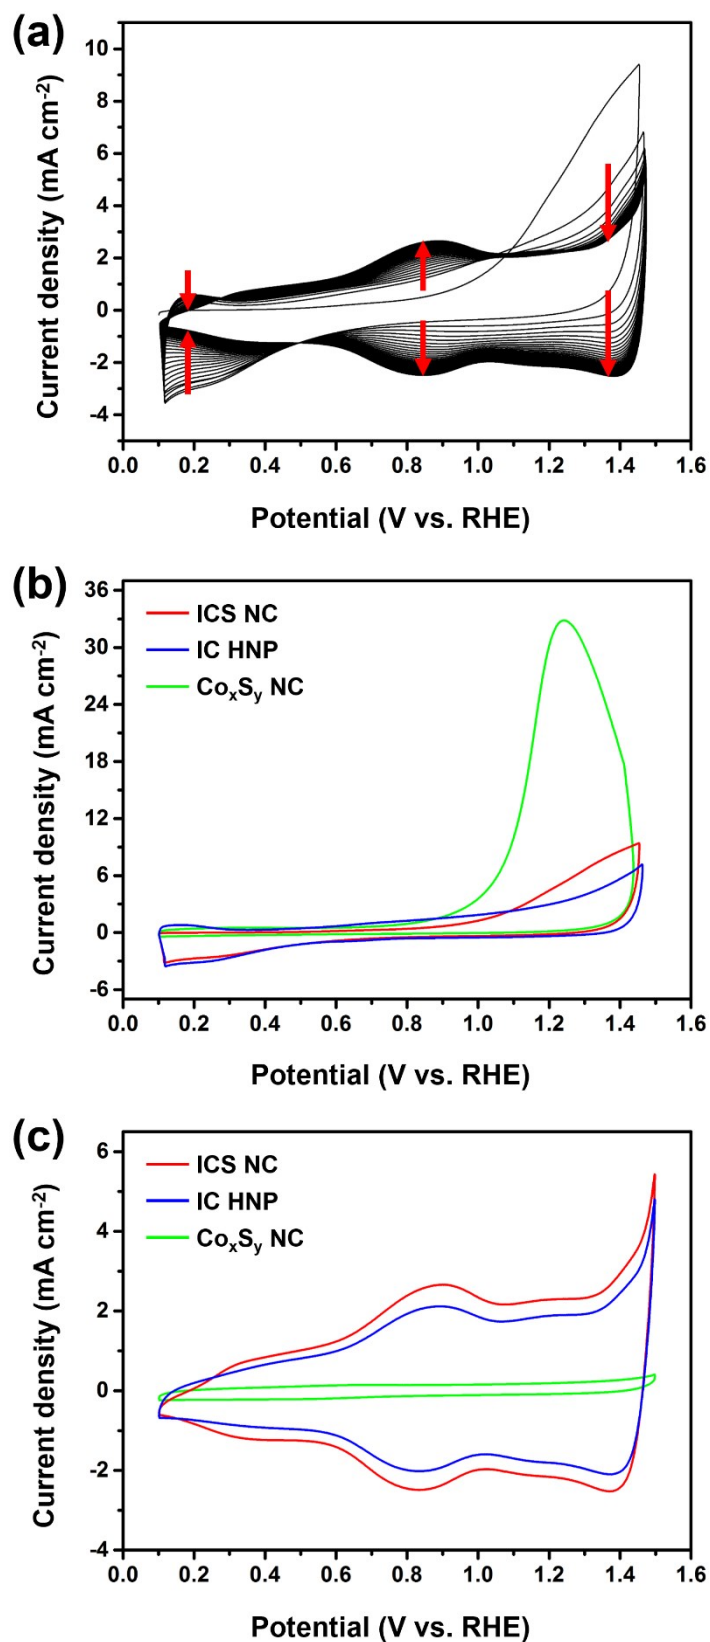 (a)
Current density (mA cm⁻²)
10
8
6
4
2
0
-2
-4
0.0 0.2 0.4 0.6 0.8 1.0 1.2 1.4 1.6
Potential (V vs. RHE)
(b)
Current density (mA cm⁻²)
36
30
24
18
12
6
0
-6
ICS NC
IC HNP
CoₓSᵧ NC
0.0 0.2 0.4 0.6 0.8 1.0 1.2 1.4 1.6
Potential (V vs. RHE)
(c)
Current density (mA cm⁻²)
6
4
2
0
-2
-4
ICS NC
IC HNP
CoₓSᵧ NC
0.0 0.2 0.4 0.6 0.8 1.0 1.2 1.4 1.6
Potential (V vs. RHE)